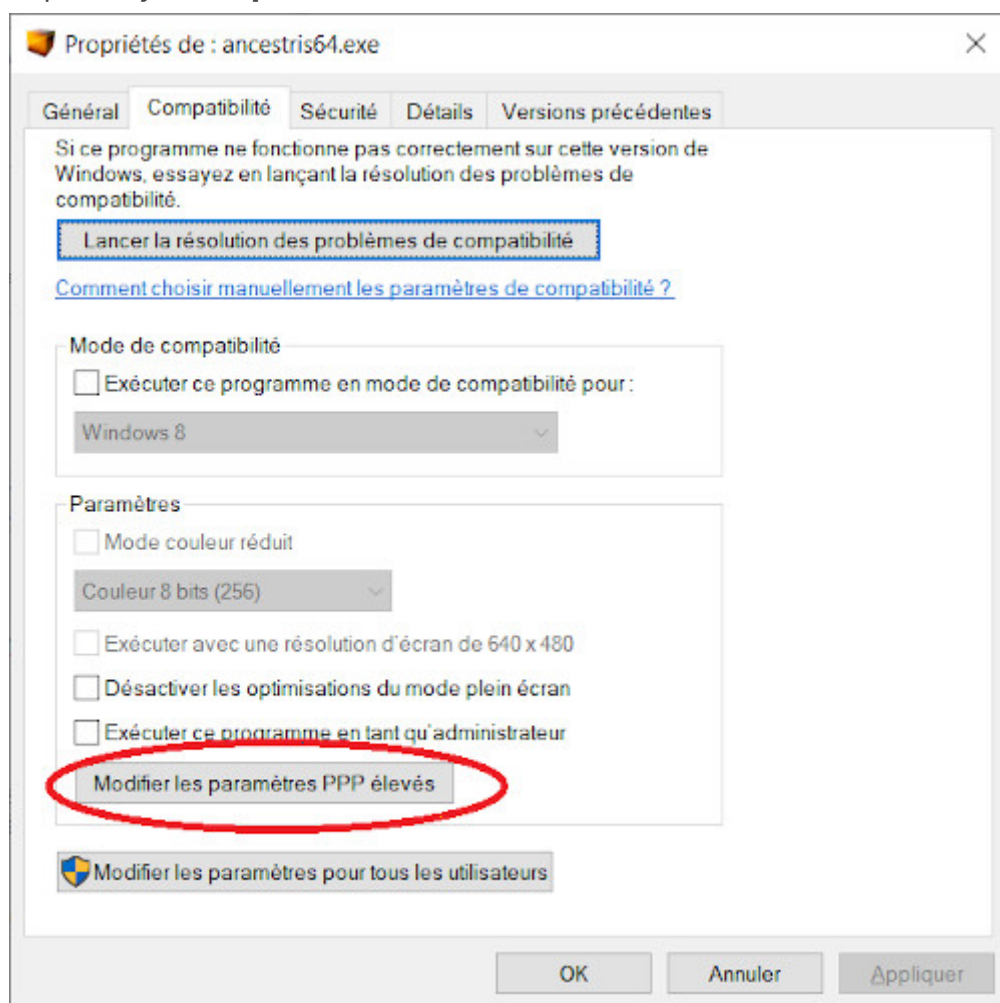 Propriétés de : ancestris64.exe
Général Compatibilité Sécurité Détails Versions précédentes
Si ce programme ne fonctionne pas correctement sur cette version de
Windows, essayez en lançant la résolution des problèmes de
compatibilité.
Lancer la résolution des problèmes de compatibilité
Comment choisir manuellement les paramètres de compatibilité ?
Mode de compatibilité
Exécuter ce programme en mode de compatibilité pour :
Windows 8
Paramètres
Mode couleur réduit
Couleur 8 bits (256)
Exécuter avec une résolution d'écran de 640 x 480
Désactiver les optimisations du mode plein écran
Exécuter ce programme en tant qu'administrateur
Modifier les paramètres PPP élevés
Modifier les paramètres pour tous les utilisateurs
OK Annuler Appliquer